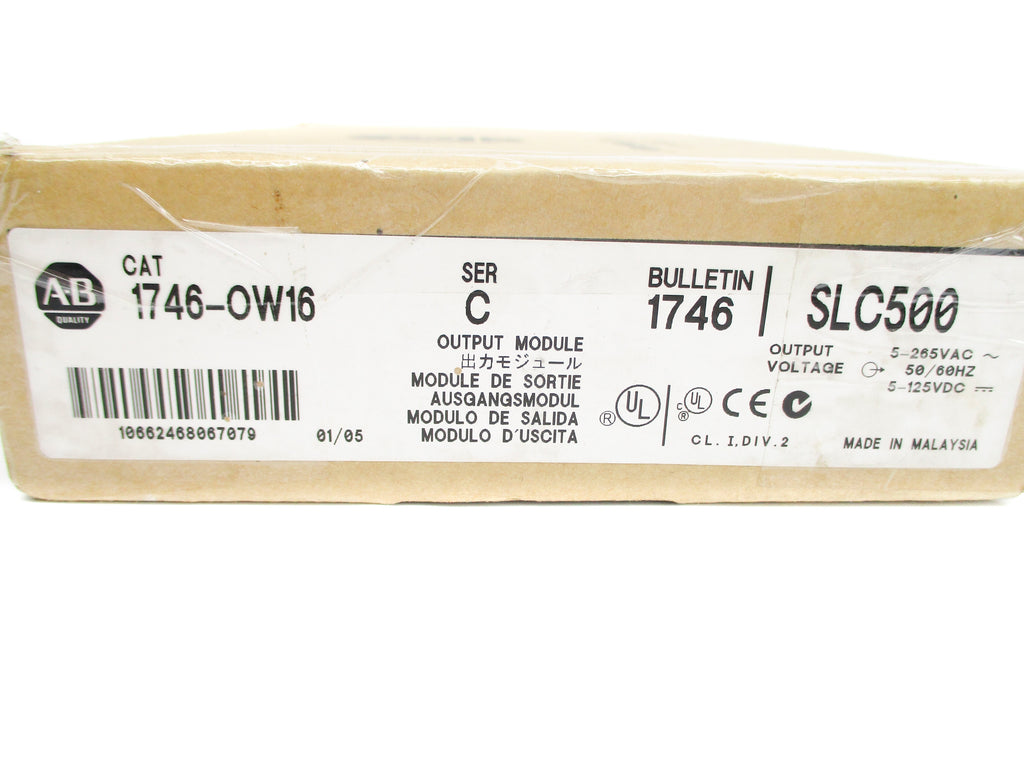 A-B
QUALITY
CAT
1746-OW16
SER
C
BULLETIN
1746
SLC500
OUTPUT MODULE
出力モジュール
MODULE DE SORTIE
AUSGANGSMODUL
MODULO DE SALIDA
MODULO D'USCITA
OUTPUT
VOLTAGE
5-265VAC ~
50/60HZ
5-125VDC ⎓
10662468067079
01/05
® UL
c UL ®
CE
CL. I, DIV. 2
MADE IN MALAYSIA